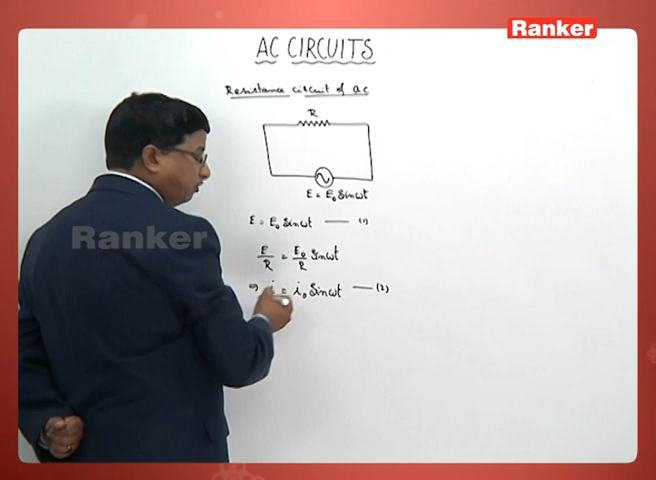 Ranker
AC CIRCUITS
Resistance circuit of ac
R
E = E₀ Sinωt
E = E₀ Sinωt —— (1)
Ranker
E/R = E₀/R Sinωt
⇒ i = i₀ Sinωt —— (2)